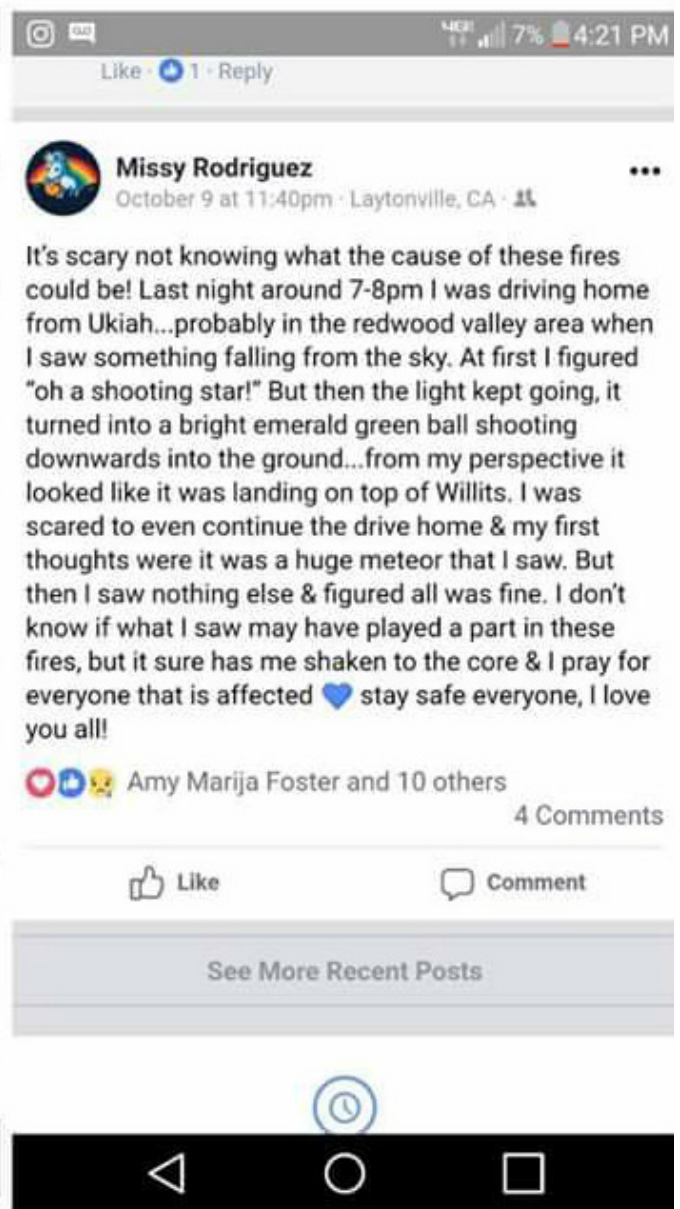 4G 7% 4:21 PM
Like · 1 · Reply
Missy Rodriguez
October 9 at 11:40pm · Laytonville, CA ·
It's scary not knowing what the cause of these fires
could be! Last night around 7-8pm I was driving home
from Ukiah...probably in the redwood valley area when
I saw something falling from the sky. At first I figured
“oh a shooting star!” But then the light kept going, it
turned into a bright emerald green ball shooting
downwards into the ground...from my perspective it
looked like it was landing on top of Willits. I was
scared to even continue the drive home & my first
thoughts were it was a huge meteor that I saw. But
then I saw nothing else & figured all was fine. I don't
know if what I saw may have played a part in these
fires, but it sure has me shaken to the core & I pray for
everyone that is affected 💙 stay safe everyone, I love
you all!
Amy Marija Foster and 10 others
4 Comments
Like Comment
See More Recent Posts